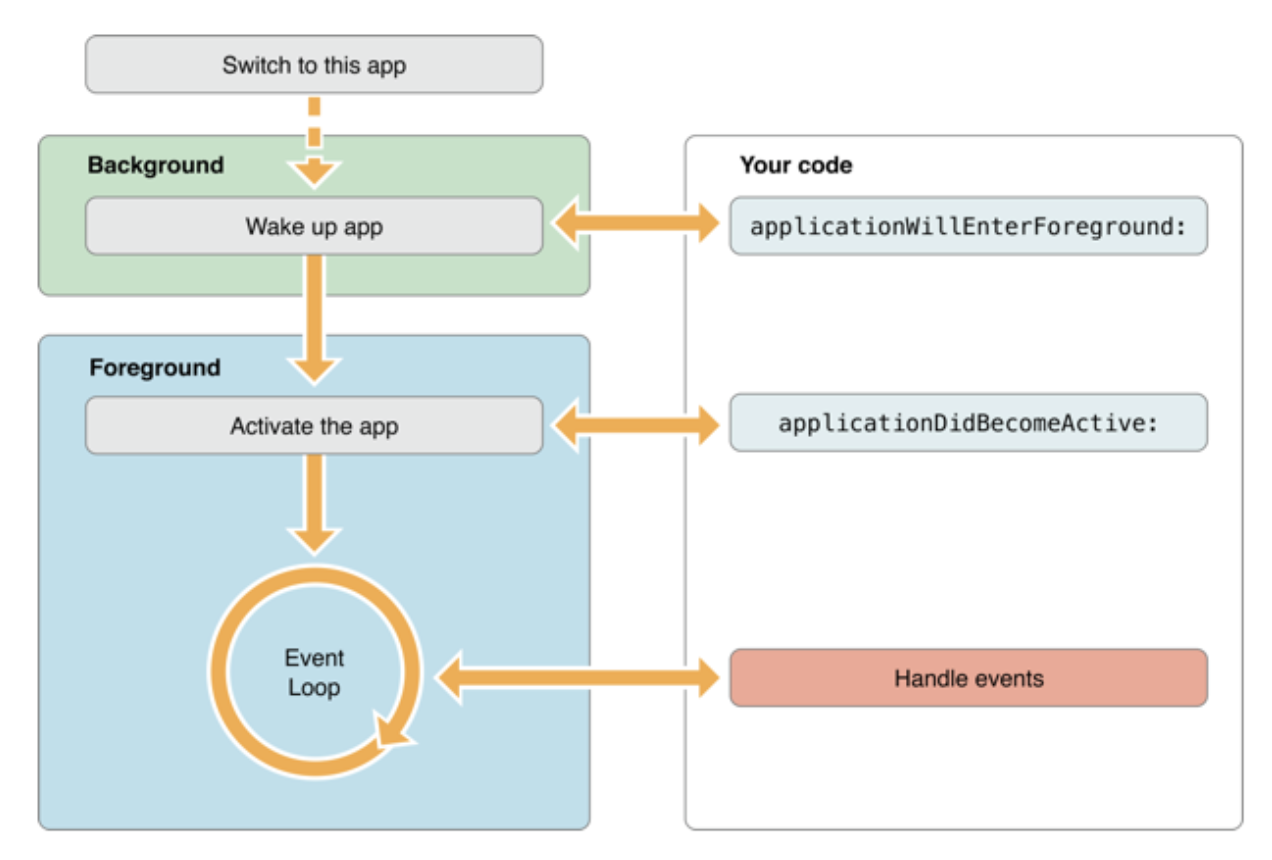 Switch to this app
Background
Wake up app
Your code
applicationWillEnterForeground:
Foreground
Activate the app
applicationDidBecomeActive:
Event
Loop
Handle events